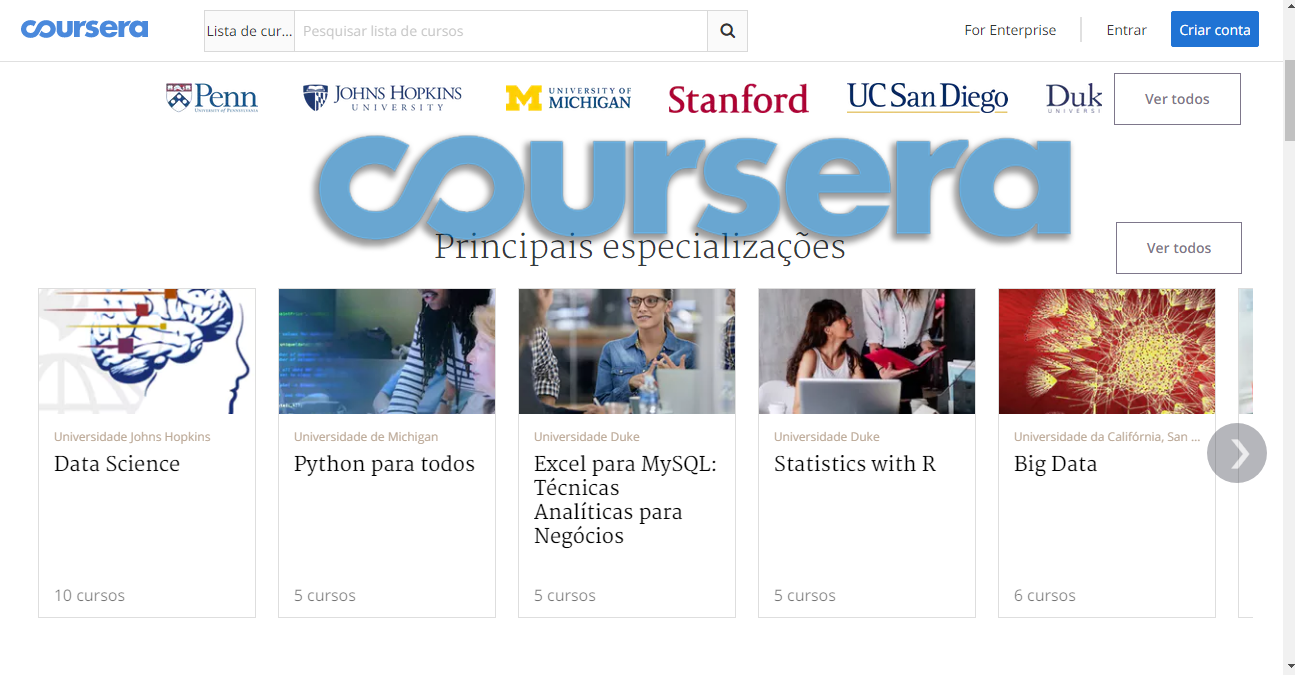 coursera
Lista de cur...
Pesquisar lista de cursos
For Enterprise
Entrar
Criar conta
Penn
UNIVERSITY of PENNSYLVANIA
JOHNS HOPKINS
UNIVERSITY
UNIVERSITY OF
MICHIGAN
Stanford
UC San Diego
Duk
UNIVERSI
Ver todos
coursera
Principais especializações
Ver todos
Universidade Johns Hopkins
Data Science
10 cursos
Universidade de Michigan
Python para todos
5 cursos
Universidade Duke
Excel para MySQL:
Técnicas
Analíticas para
Negócios
5 cursos
Universidade Duke
Statistics with R
5 cursos
Universidade da Califórnia, San ...
Big Data
6 cursos